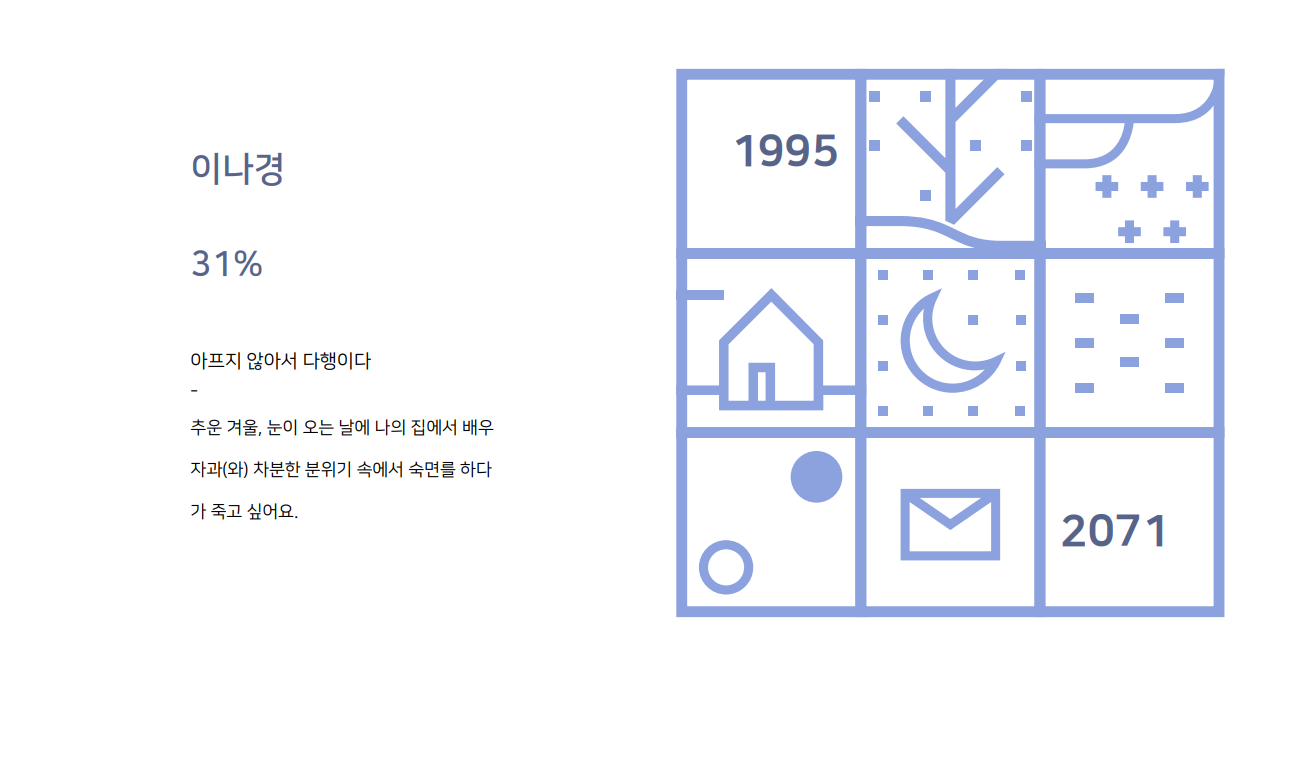 이나경
31%
아프지 않아서 다행이다
-
추운 겨울, 눈이 오는 날에 나의 집에서 배우
자과(와) 차분한 분위기 속에서 숙면를 하다
가 죽고 싶어요.
1995
2071